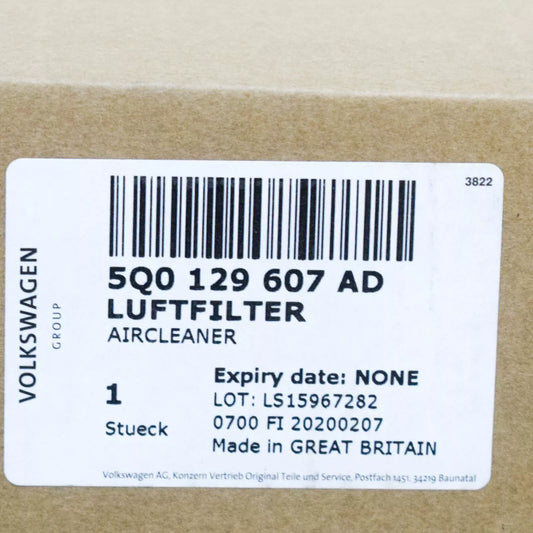 3822
VOLKSWAGEN
GROUP
5Q0 129 607 AD
LUFTFILTER
AIRCLEANER
1
Stueck
Expiry date: NONE
LOT: LS15967282
0700 FI 20200207
Made in GREAT BRITAIN
Volkswagen AG, Konzern Vertrieb Original Teile und Service, Postfach 1451, 34219 Baunatal